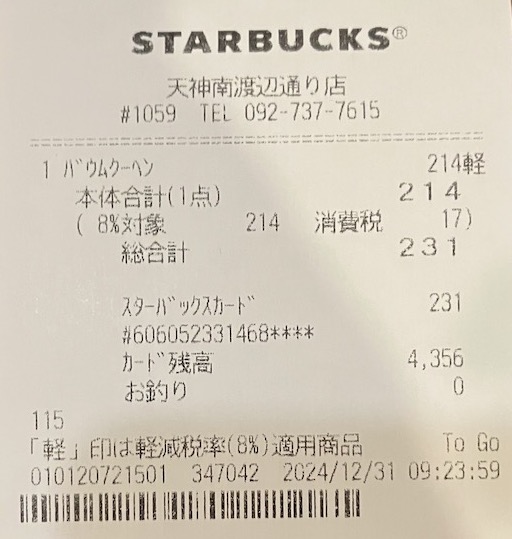 STARBUCKS®
天神南渡辺通り店
#1059 TEL 092-737-7615
1 ﾊﾞｳﾑｸｰﾍﾝ 214軽
本体合計(1点) 214
( 8%対象 214 消費税 17)
総合計 231
ｽﾀｰﾊﾞｯｸｽｶｰﾄﾞ 231
#606052331468****
ｶｰﾄﾞ残高 4,356
お釣り 0
115
「軽」印は軽減税率(8%)適用商品 To Go
010120721501 347042 2024/12/31 09:23:59